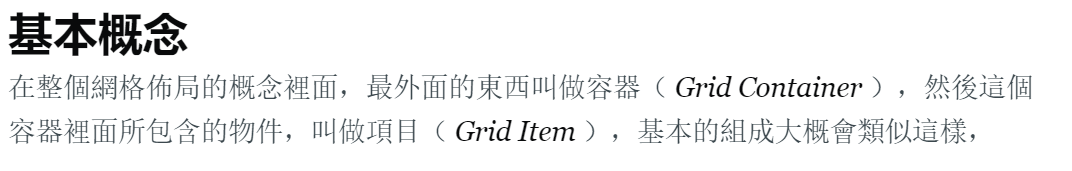 基本概念
在整個網格佈局的概念裡面，最外面的東西叫做容器（ Grid Container ），然後這個
容器裡面所包含的物件，叫做項目（ Grid Item ），基本的組成大概會類似這樣，